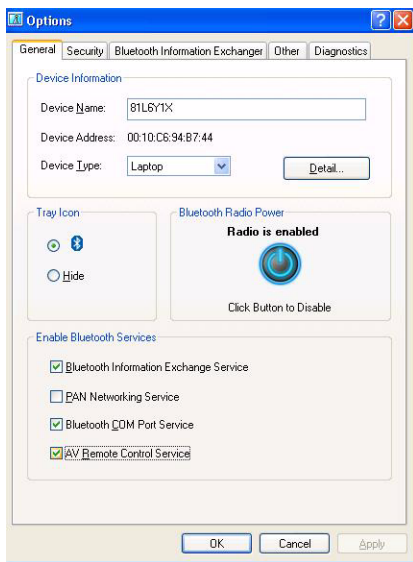 Options
General Security Bluetooth Information Exchanger Other Diagnostics
Device Information
Device Name: 81L6Y1X
Device Address: 00:10:C6:94:B7:44
Device Type: Laptop Detail...
Tray Icon
Hide
Bluetooth Radio Power
Radio is enabled
Click Button to Disable
Enable Bluetooth Services
Bluetooth Information Exchange Service
PAN Networking Service
Bluetooth COM Port Service
AV Remote Control Service
OK Cancel Apply